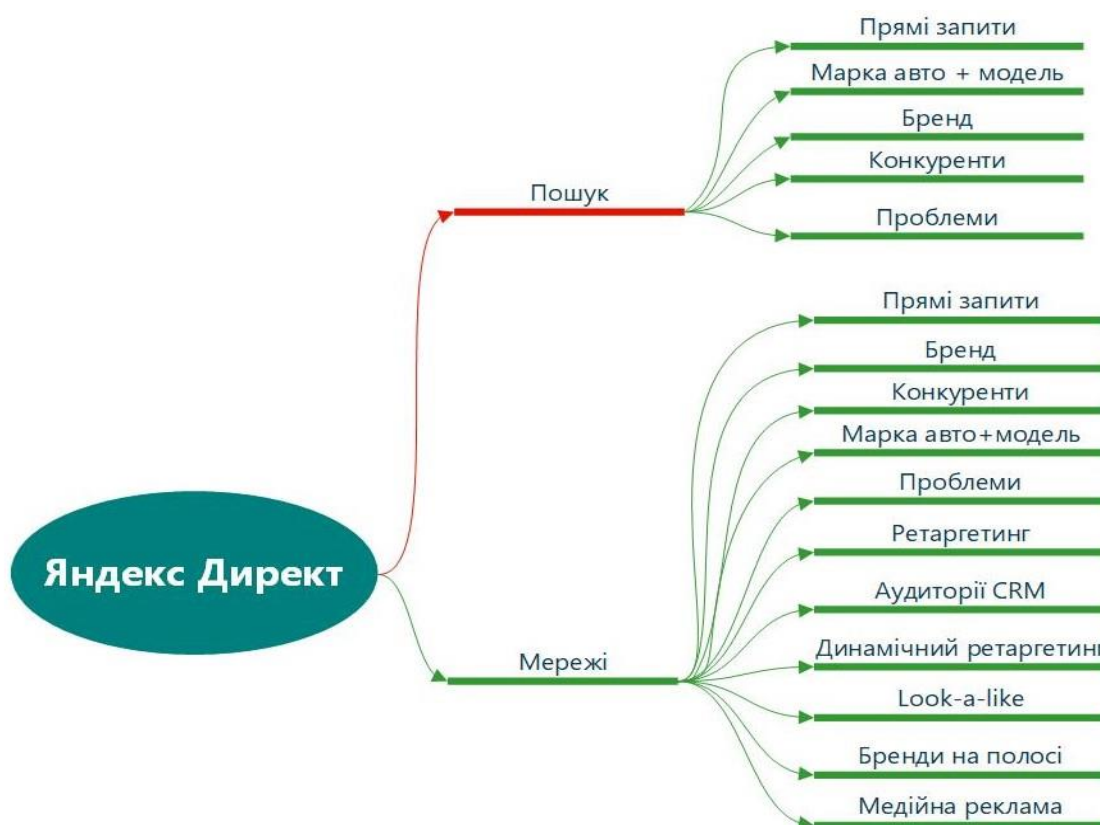 Прямі запити
Марка авто + модель
Бренд
Конкуренти
Пошук
Проблеми
Прямі запити
Бренд
Конкуренти
Марка авто+модель
Проблеми
Ретаргетинг
Яндекс Директ
Аудиторії CRM
Мережі
Динамічний ретаргетинг
Look-a-like
Бренди на полосі
Медійна реклама